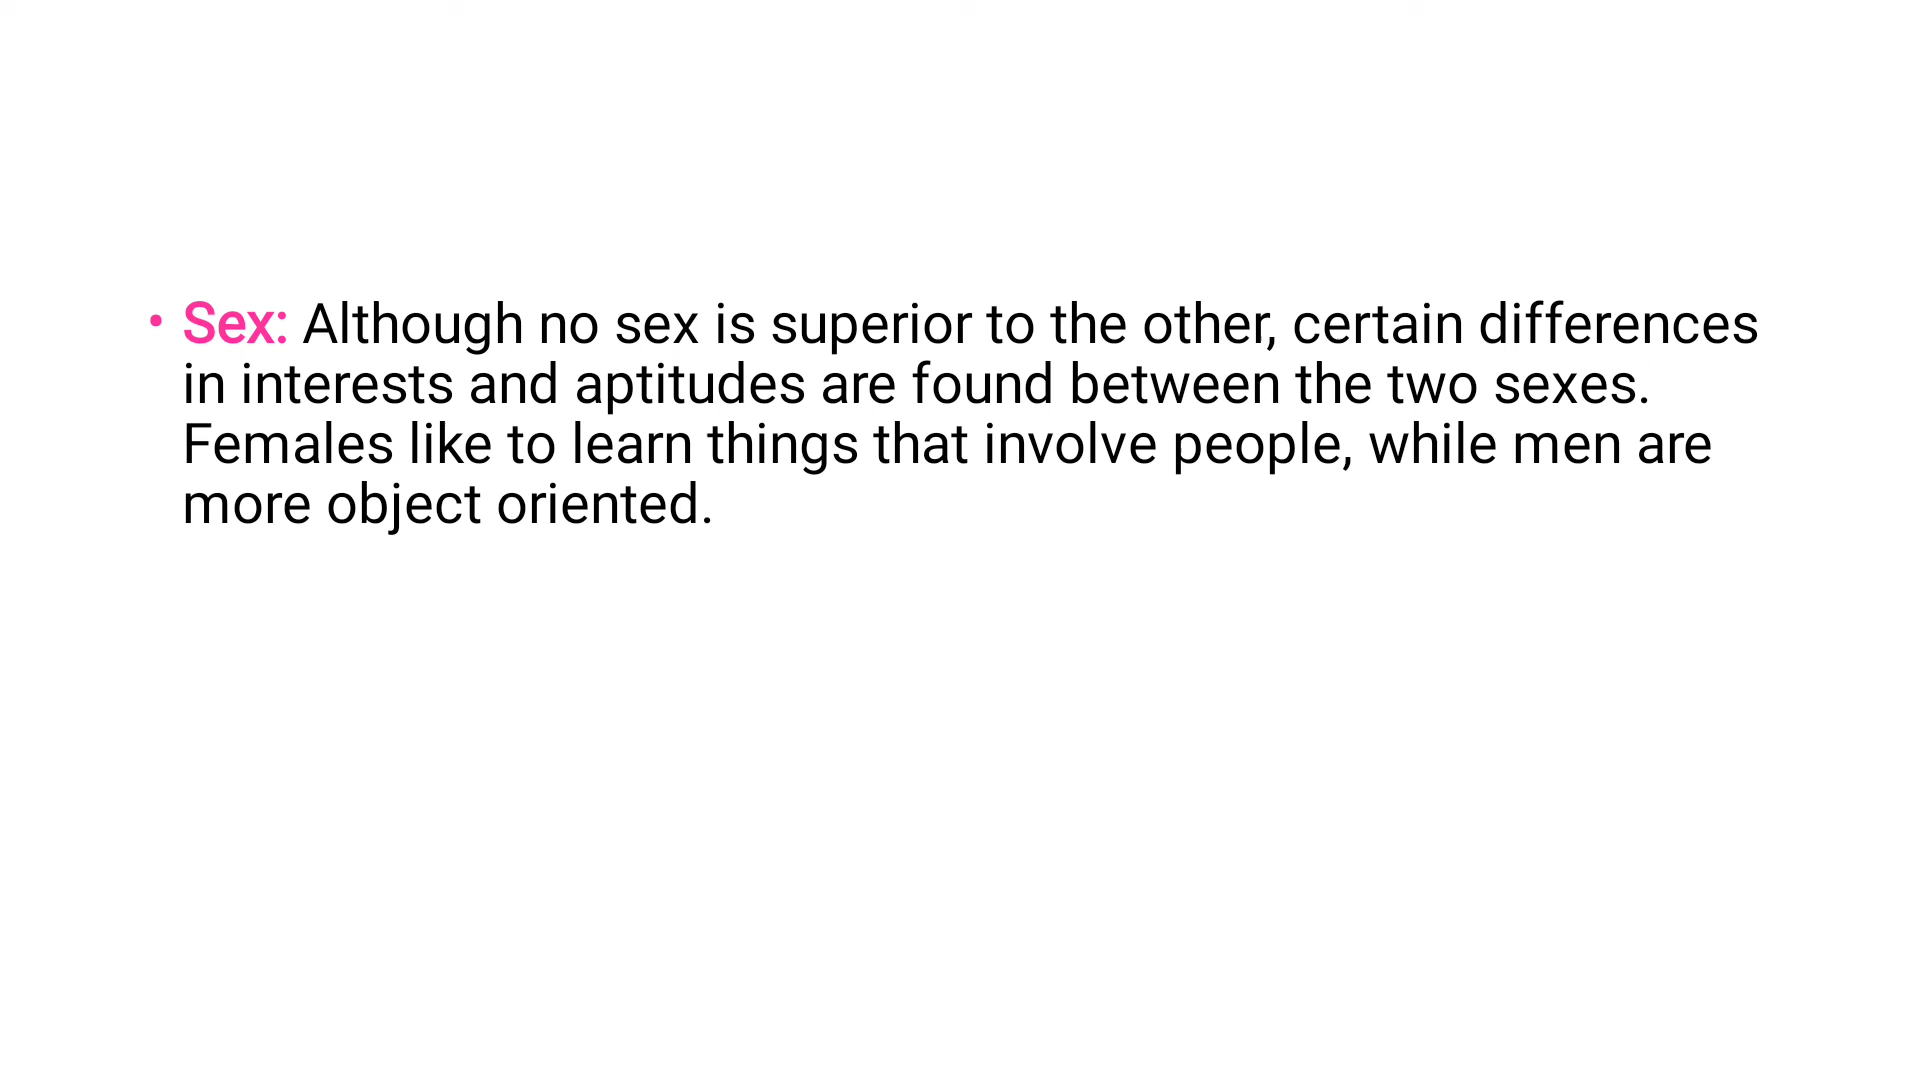 • Sex: Although no sex is superior to the other, certain differences
in interests and aptitudes are found between the two sexes.
Females like to learn things that involve people, while men are
more object oriented.